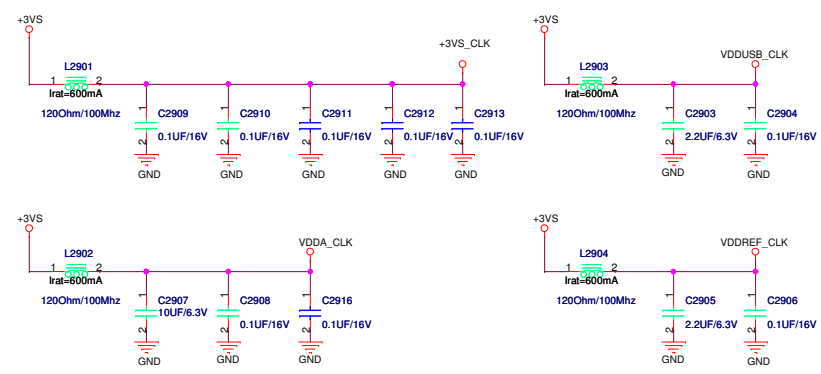 +3VS
+3VS_CLK
L2901
1 2
Irat=600mA
120Ohm/100Mhz
1
C2909
0.1UF/16V
2
GND
1
C2910
0.1UF/16V
2
GND
1
C2911
0.1UF/16V
2
GND
1
C2912
0.1UF/16V
2
GND
1
C2913
0.1UF/16V
2
GND
+3VS
VDDUSB_CLK
L2903
1 2
Irat=600mA
120Ohm/100Mhz
1
C2903
2.2UF/6.3V
2
GND
1
C2904
0.1UF/16V
2
GND
+3VS
VDDA_CLK
L2902
1 2
Irat=600mA
120Ohm/100Mhz
1
C2907
10UF/6.3V
2
GND
1
C2908
0.1UF/16V
2
GND
1
C2916
0.1UF/16V
2
GND
+3VS
VDDREF_CLK
L2904
1 2
Irat=600mA
120Ohm/100Mhz
1
C2905
2.2UF/6.3V
2
GND
1
C2906
0.1UF/16V
2
GND